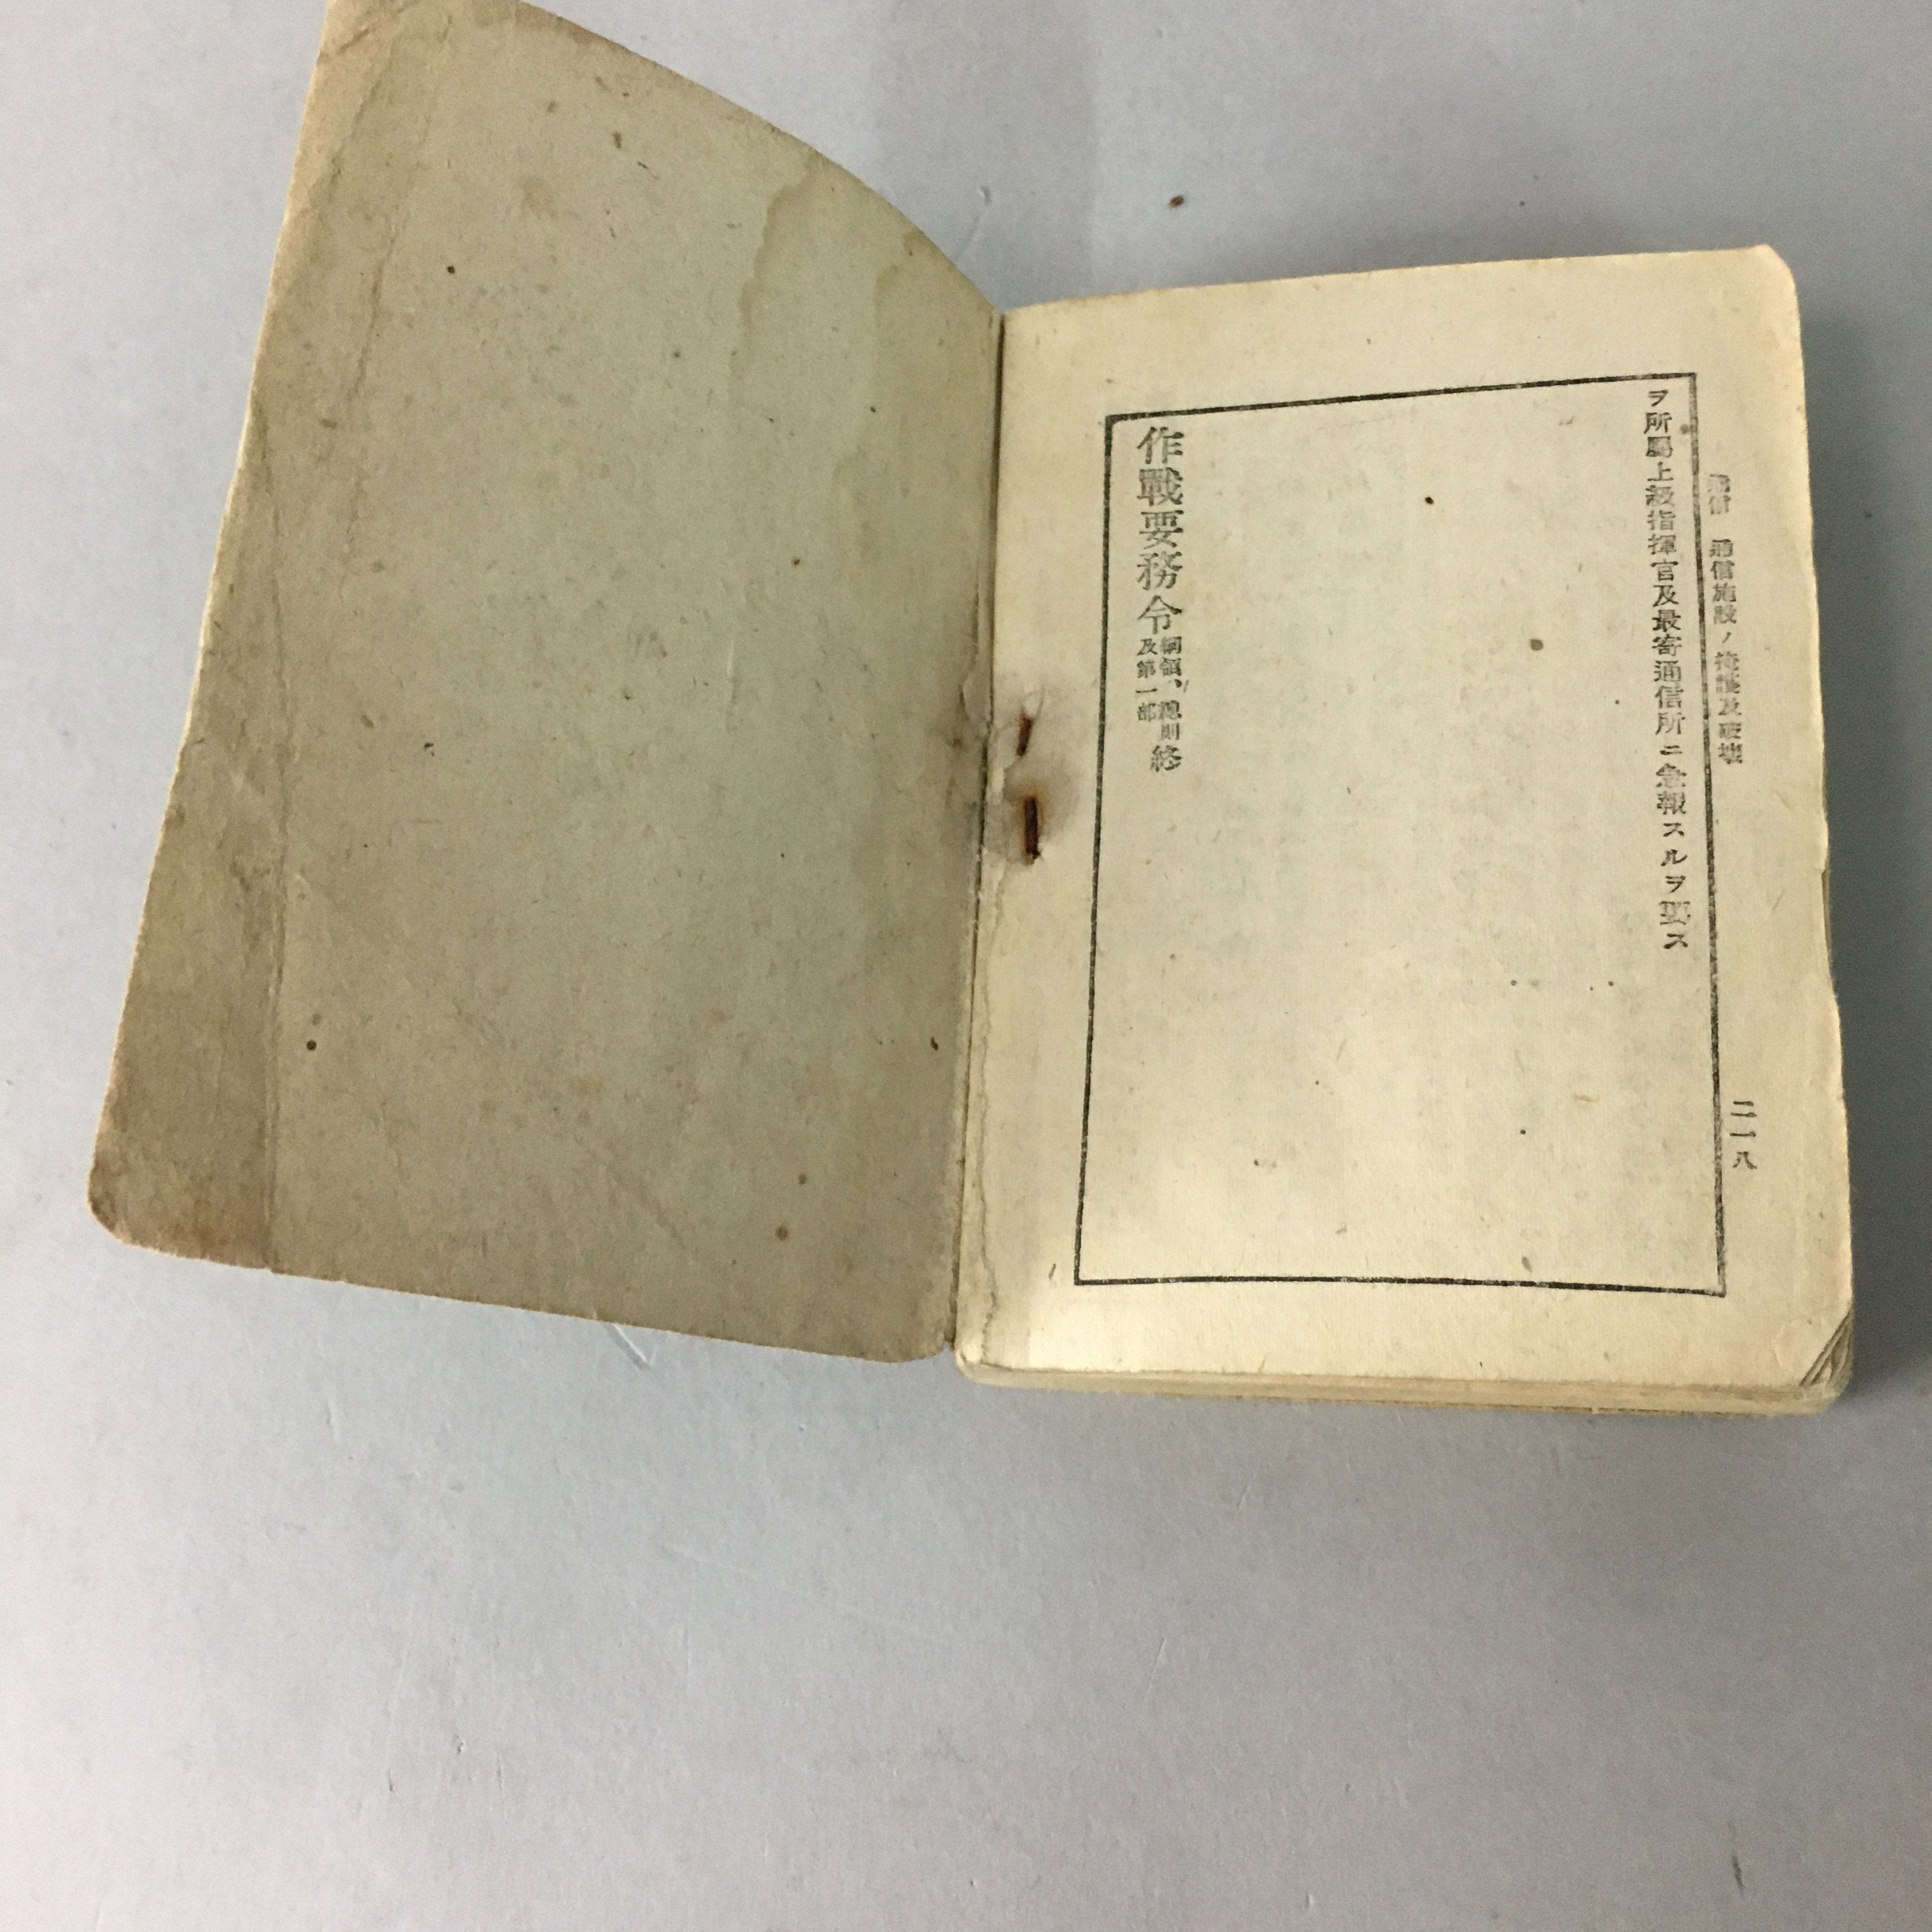 通信 通信施設ノ掩護及破壞
二一八
ヲ所屬上級指揮官及最寄通信所ニ急報スルヲ要ス
作戰要務令 綱領、總則及第一部 終